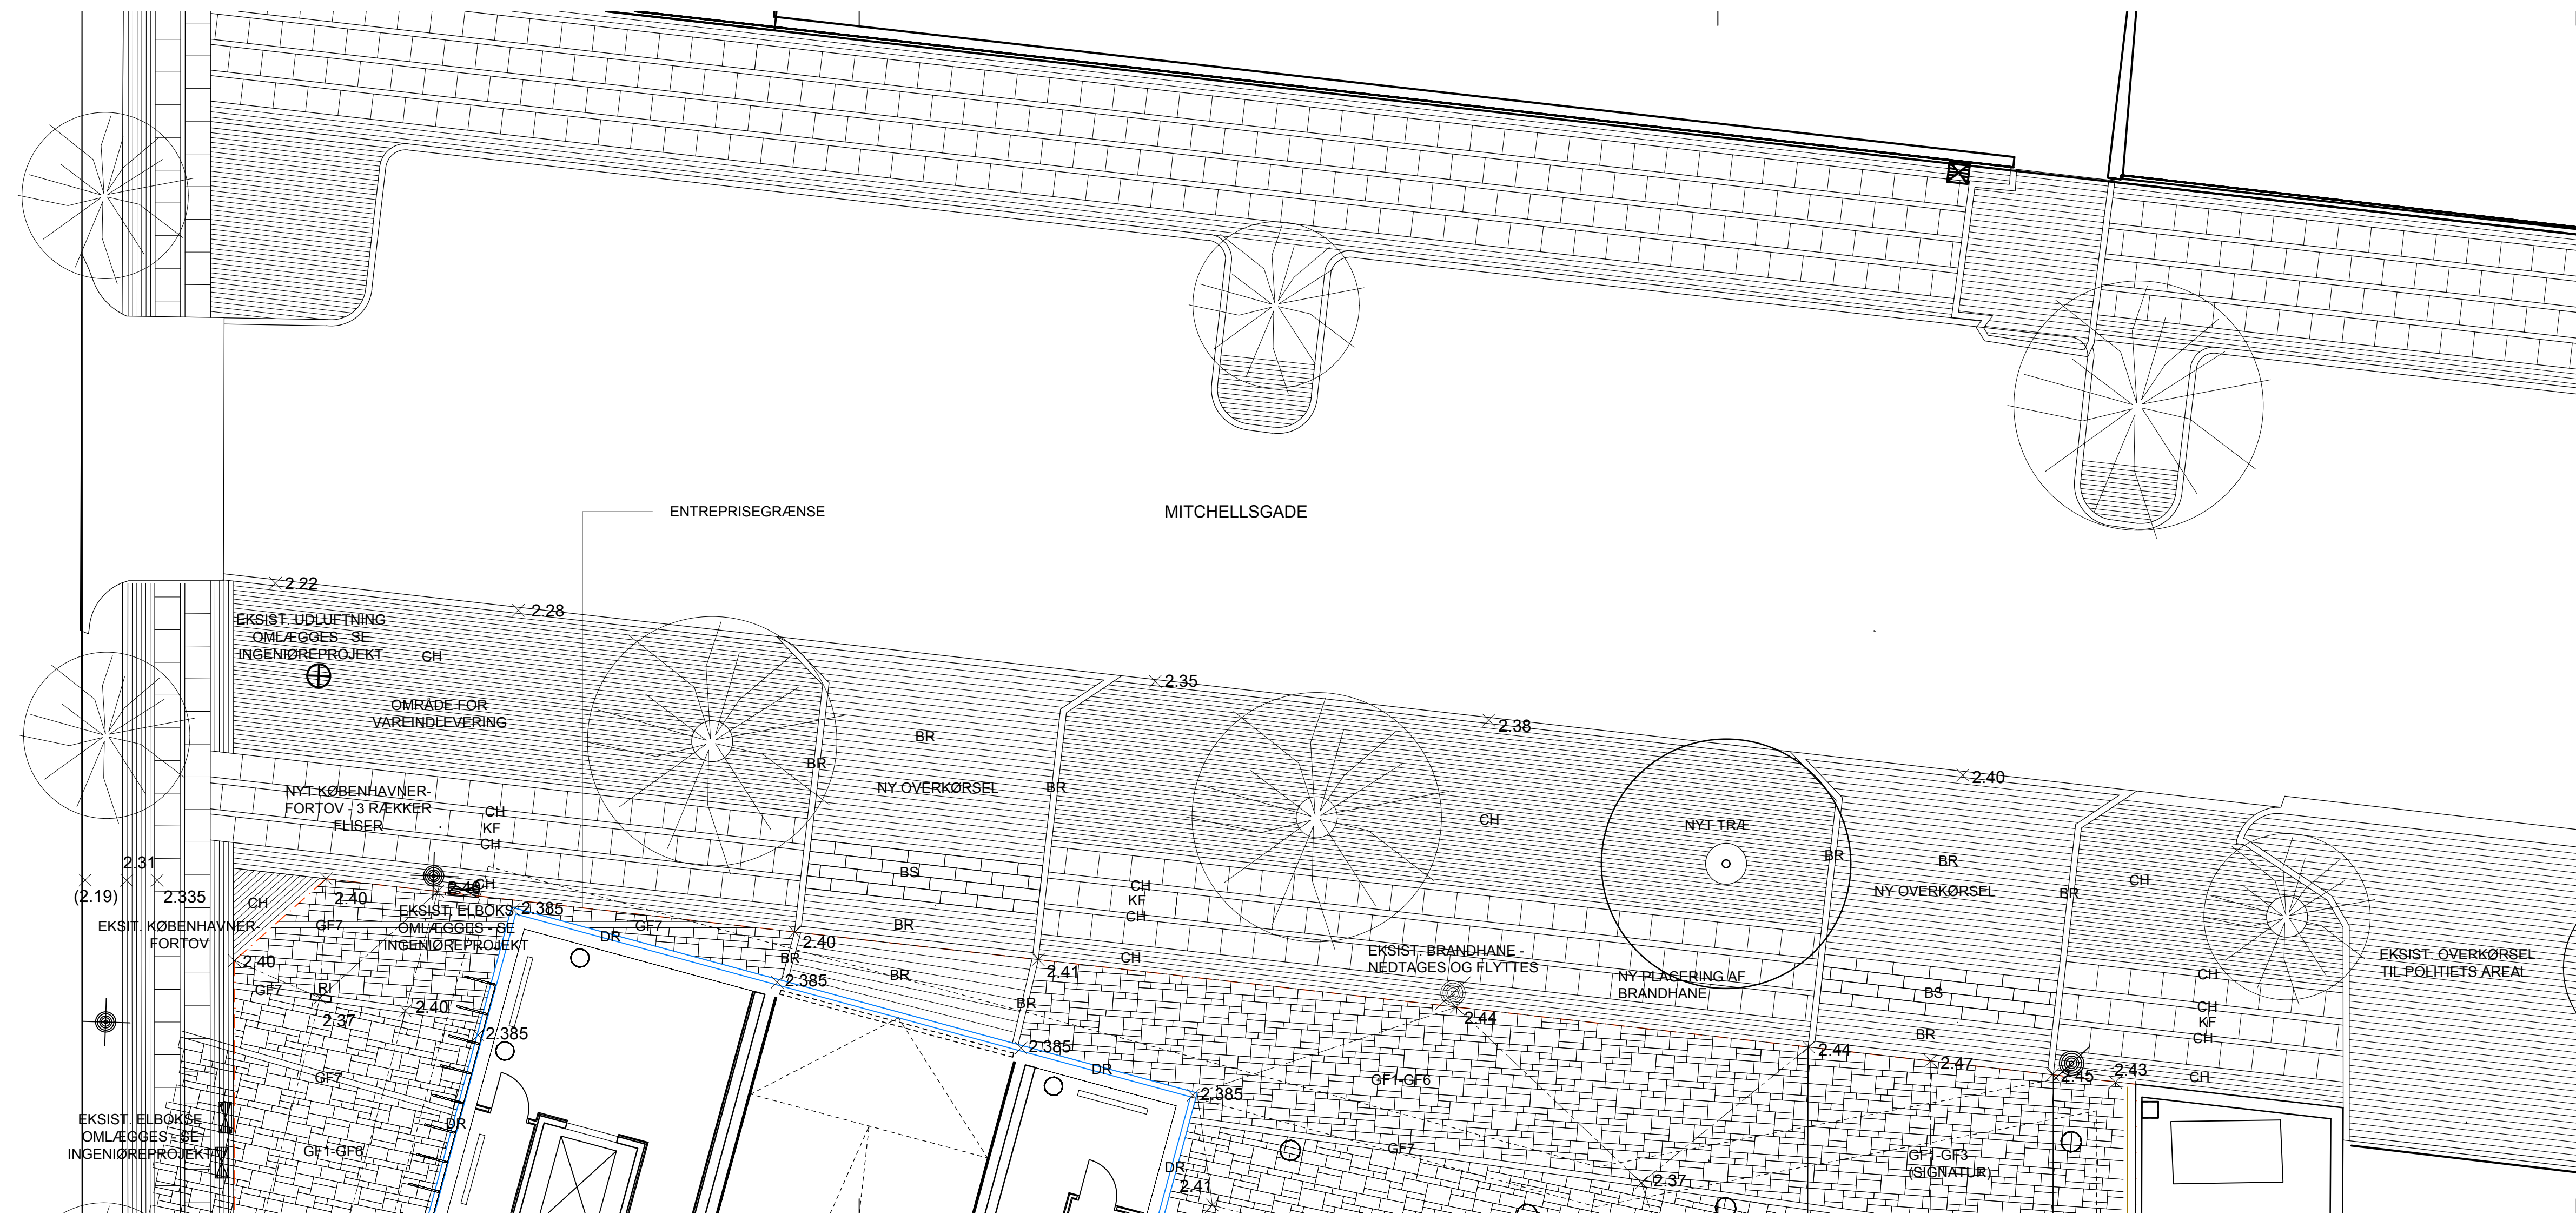 ENTREPRISEGRÆNSE
MITCHELLSGADE
2.22
2.28
EKSIST. UDLUFTNING
OMLÆGGES - SE
INGENIØREPROJEKT
CH
OMRÅDE FOR
VAREINDLEVERING
2.35
2.38
2.40
BR
BR
NY OVERKØRSEL
BR
NYT KØBENHAVNER-
FORTOV - 3 RÆKKER
FLISER
CH
KF
CH
CH
NYT TRÆ
BR
BR
NY OVERKØRSEL
BR
CH
2.31
(2.19)
2.335
2.40
2.40
CH
CH
BS
CH
KF
CH
EKSIT. KØBENHAVNER-
FORTOV
GF7
EKSIST. ELBOKS
OMLÆGGES - SE
INGENIØREPROJEKT
2.385
DR
GF7
BR
2.40
BR
2.385
BR
CH
2.41
BR
EKSIST. BRANDHANE -
NEDTAGES OG FLYTTES
NY PLACERING AF
BRANDHANE
BS
BR
CH
CH
KF
CH
CH
EKSIST. OVERKØRSEL
TIL POLITIETS AREAL
2.40
GF7
RI
2.37
2.40
2.385
2.385
2.44
2.44
2.47
2.45
2.43
DR
GF7
DR
GF1-GF6
2.385
EKSIST. ELBOKSE
OMLÆGGES - SE
INGENIØREPROJEKT
GF1-GF6
DR
2.41
GF7
2.37
GF1-GF3
(SIGNATUR)